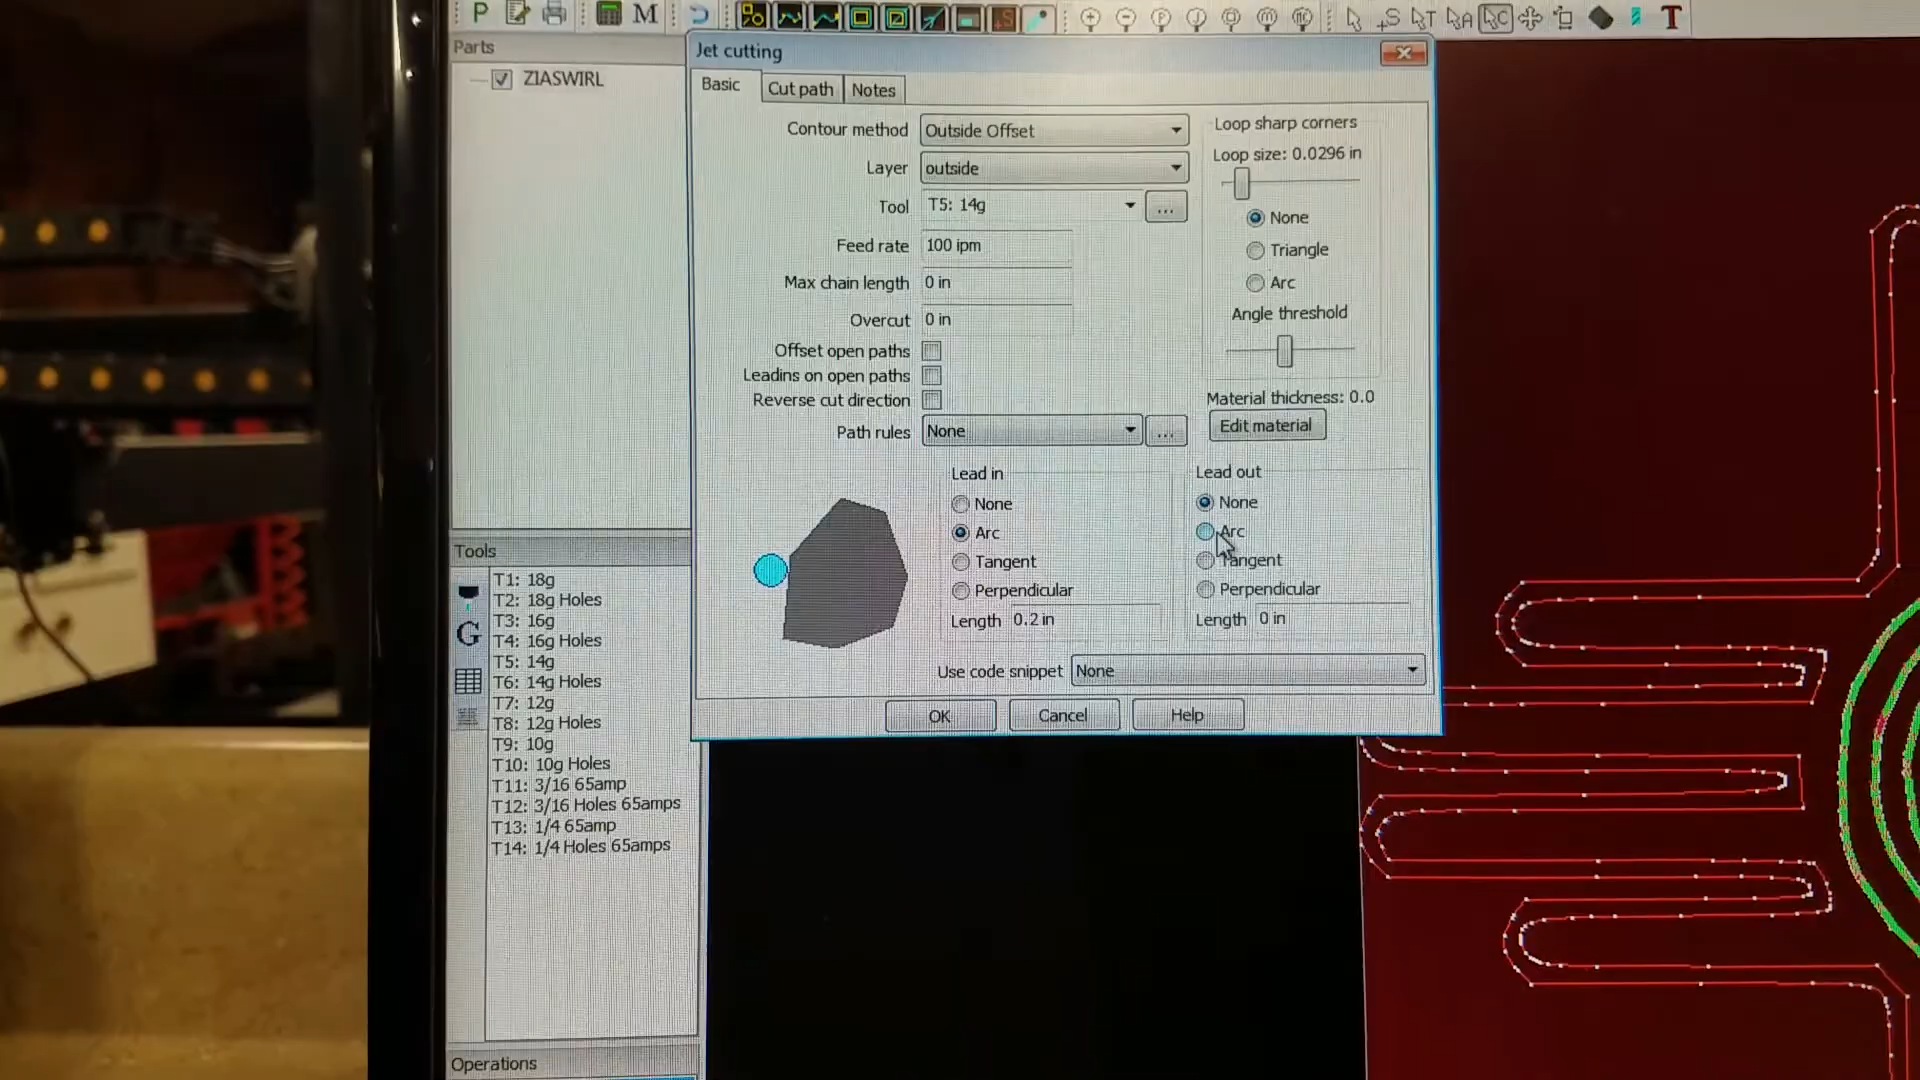 P M T
Parts
ZIASWIRL
Jet cutting
Basic Cut path Notes
Contour method Outside Offset
Layer outside
Tool T5: 14g ...
Feed rate 100 ipm
Max chain length 0 in
Overcut 0 in
Offset open paths
Leadins on open paths
Reverse cut direction
Path rules None ...
Loop sharp corners
Loop size: 0.0296 in
None
Triangle
Arc
Angle threshold
Material thickness: 0.0
Edit material
Lead in
None
Arc
Tangent
Perpendicular
Length 0.2 in
Lead out
None
Arc
Tangent
Perpendicular
Length 0 in
Use code snippet None
OK Cancel Help
Tools
T1: 18g
T2: 18g Holes
T3: 16g
T4: 16g Holes
T5: 14g
T6: 14g Holes
T7: 12g
T8: 12g Holes
T9: 10g
T10: 10g Holes
T11: 3/16 65amp
T12: 3/16 Holes 65amps
T13: 1/4 65amp
T14: 1/4 Holes 65amps
G
Operations